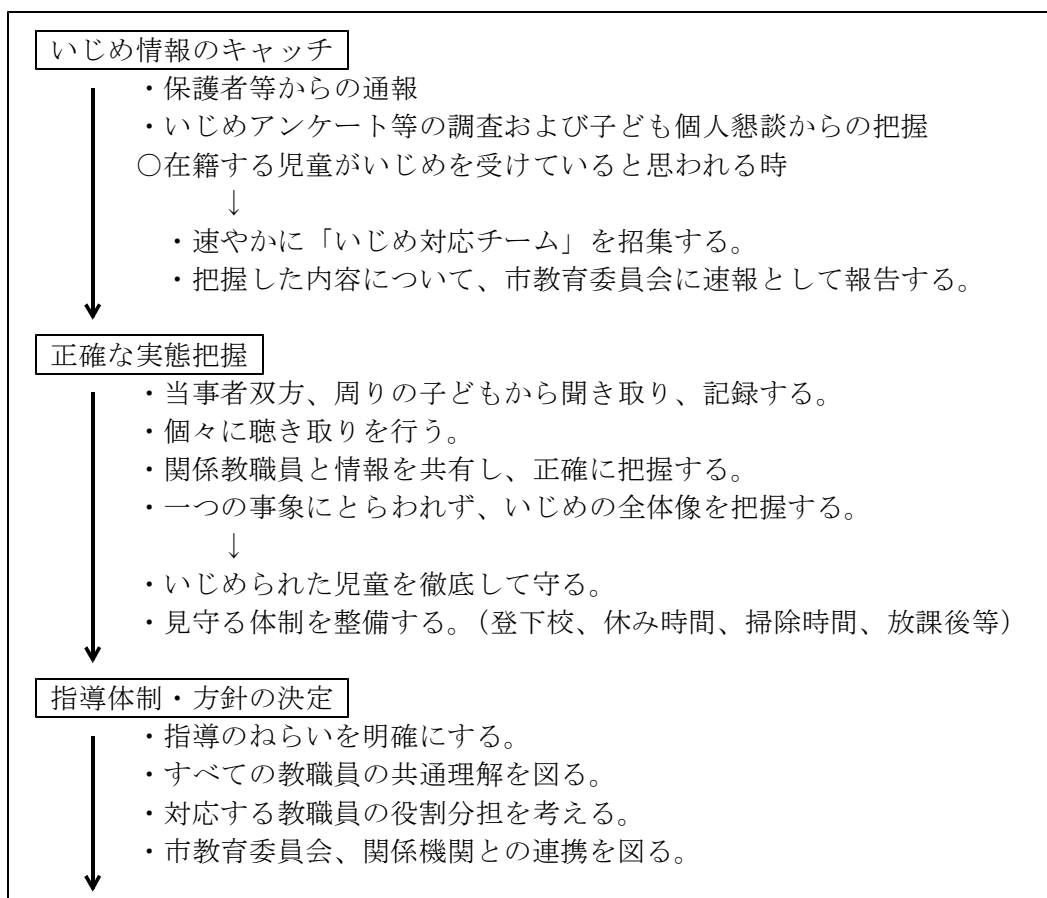 いじめ情報のキャッチ
・保護者等からの通報
・いじめアンケート等の調査および子ども個人懇談からの把握
○在籍する児童がいじめを受けていると思われる時
↓
・速やかに「いじめ対応チーム」を招集する。
・把握した内容について、市教育委員会に速報として報告する。
正確な実態把握
・当事者双方、周りの子どもから聞き取り、記録する。
・個々に聴き取りを行う。
・関係教職員と情報を共有し、正確に把握する。
・一つの事象にとらわれず、いじめの全体像を把握する。
↓
・いじめられた児童を徹底して守る。
・見守る体制を整備する。（登下校、休み時間、掃除時間、放課後等）
指導体制・方針の決定
・指導のねらいを明確にする。
・すべての教職員の共通理解を図る。
・対応する教職員の役割分担を考える。
・市教育委員会、関係機関との連携を図る。